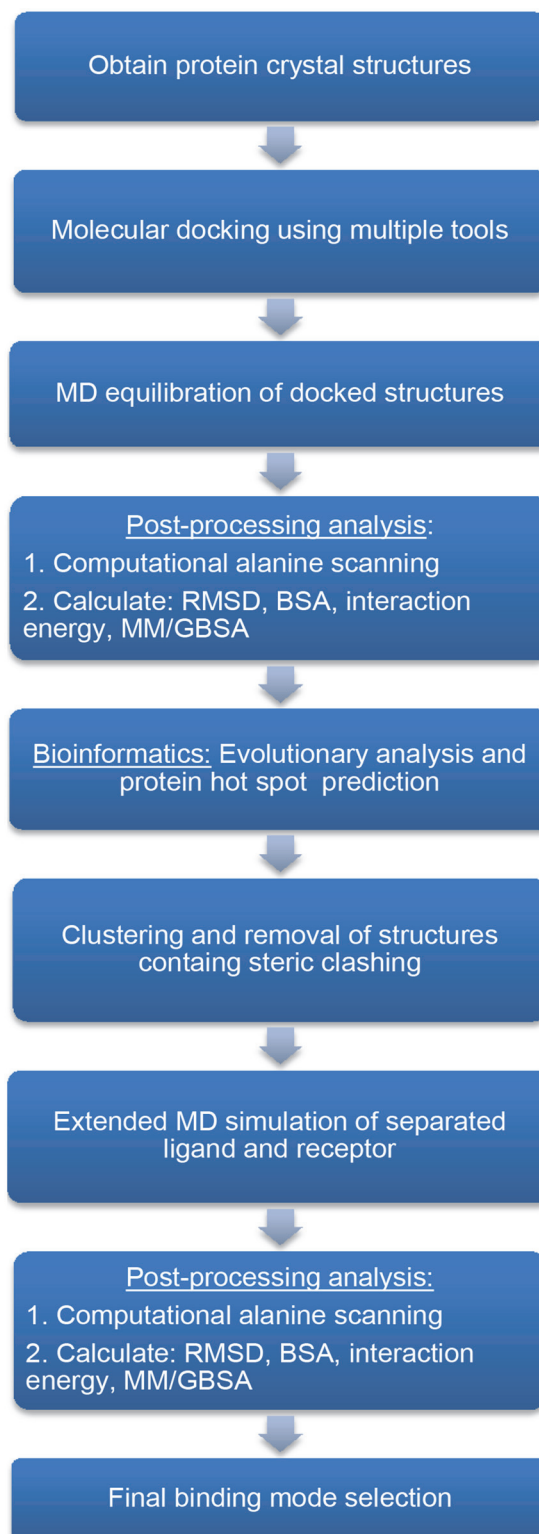 Obtain protein crystal structures
Molecular docking using multiple tools
MD equilibration of docked structures
Post-processing analysis:
1. Computational alanine scanning
2. Calculate: RMSD, BSA, interaction
energy, MM/GBSA
Bioinformatics: Evolutionary analysis and
protein hot spot prediction
Clustering and removal of structures
containg steric clashing
Extended MD simulation of separated
ligand and receptor
Post-processing analysis:
1. Computational alanine scanning
2. Calculate: RMSD, BSA, interaction
energy, MM/GBSA
Final binding mode selection